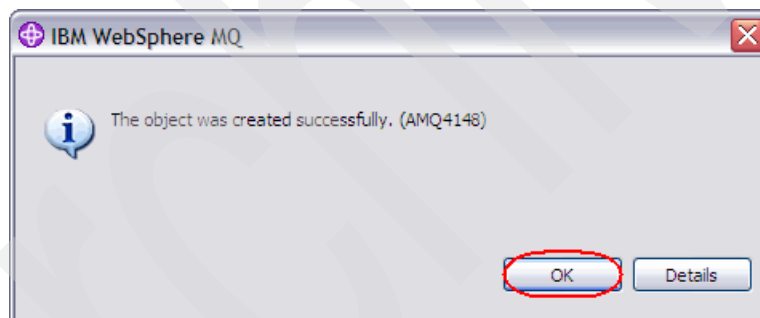 IBM WebSphere MQ
The object was created successfully. (AMQ4148)
OK
Details